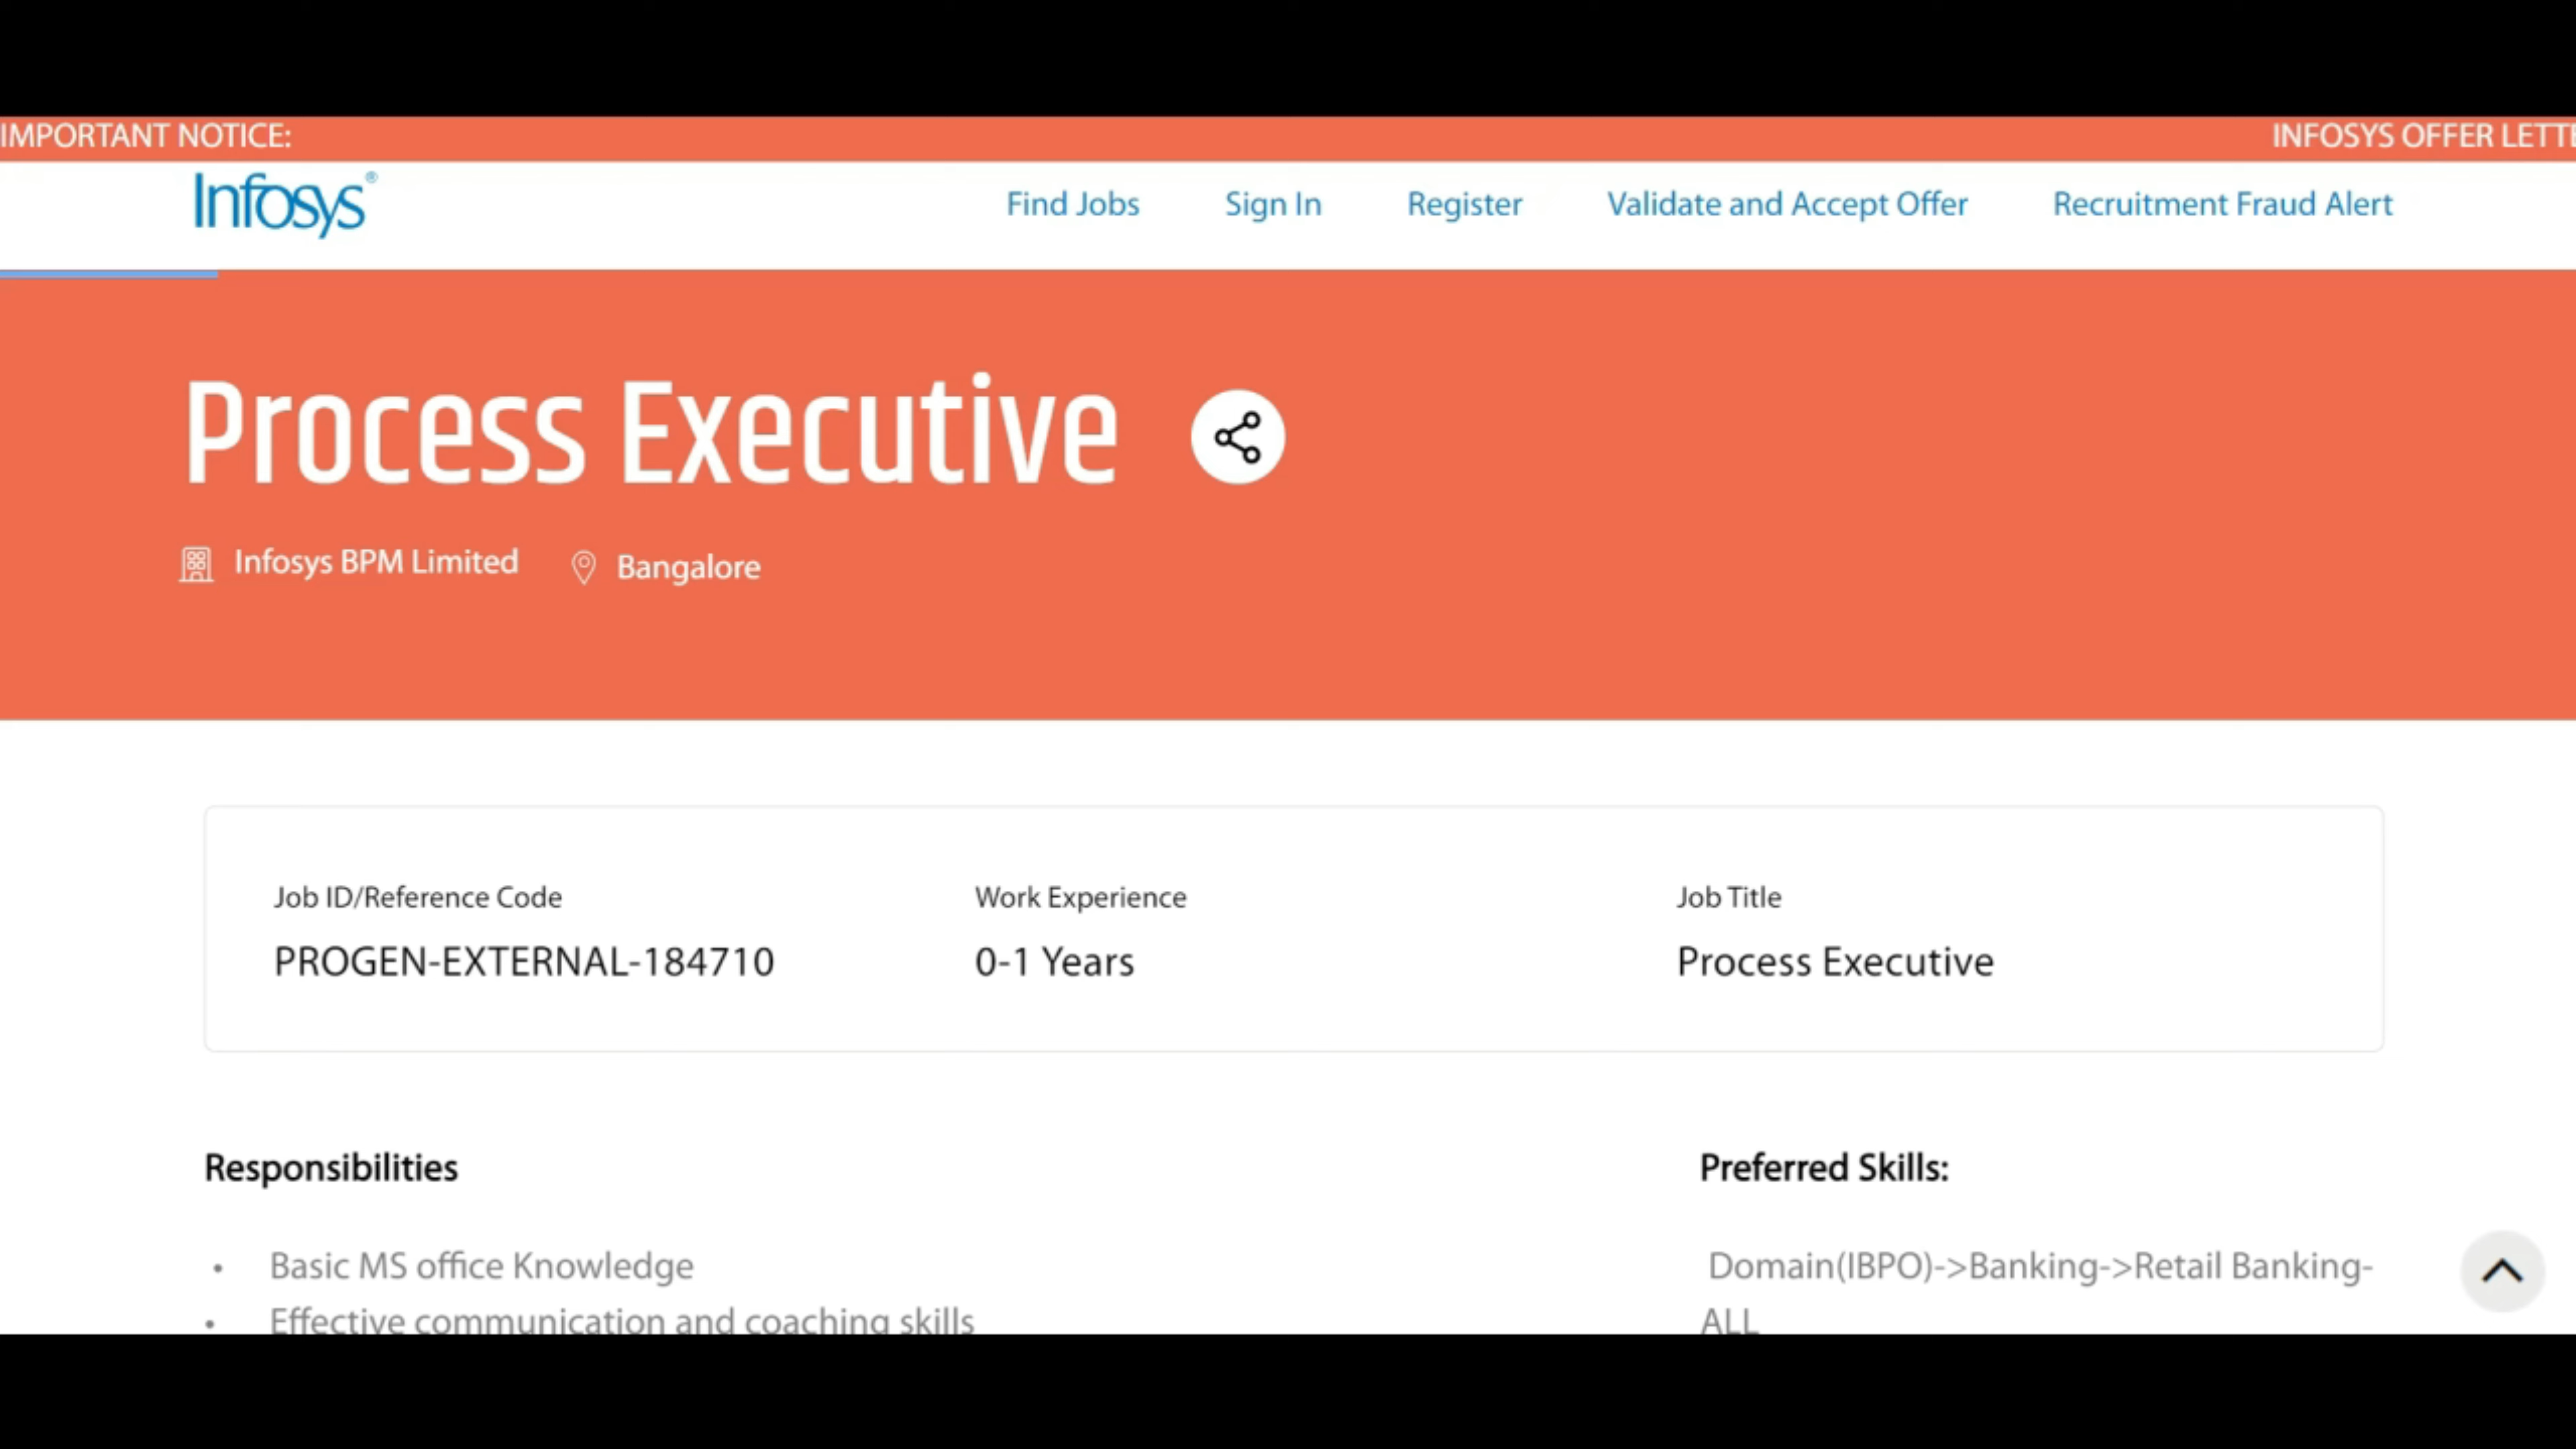 IMPORTANT NOTICE: INFOSYS OFFER
Infosys® Find Jobs Sign In Register Validate and Accept Offer Recruitment Fraud Alert
Process Executive
Infosys BPM Limited Bangalore
Job ID/Reference Code Work Experience Job Title
PROGEN-EXTERNAL-184710 0-1 Years Process Executive
Responsibilities Preferred Skills:
• Basic MS office Knowledge Domain(IBPO)->Banking->Retail Banking-
• Effective communication and coaching skills ALL